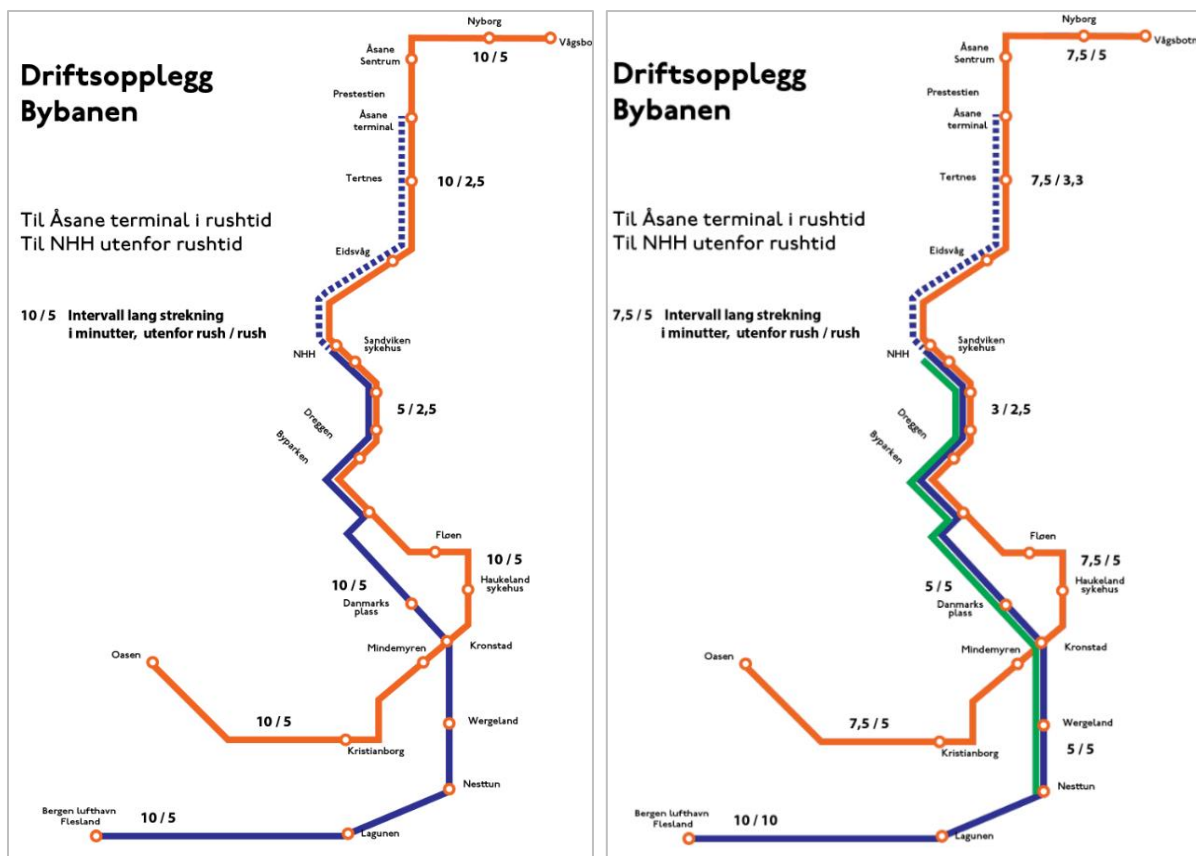 Driftsopplegg
Bybanen
Til Åsane terminal i rushtid
Til NHH utenfor rushtid
10 / 5 Intervall lang strekning
i minutter, utenfor rush / rush
Nyborg
Vågsbo
10 / 5
Åsane
Sentrum
Prestestien
Åsane
terminal
Tertnes
10 / 2,5
Eidsvåg
Sandviken
sykehus
NHH
5 / 2,5
Dreggen
Byparken
Fløen
10 / 5
Haukeland
sykehus
10 / 5
Danmarks
plass
Kronstad
Mindemyren
Oasen
10 / 5
Kristianborg
Wergeland
Nesttun
Bergen lufthavn
Flesland
10 / 5
Lagunen
Driftsopplegg
Bybanen
Til Åsane terminal i rushtid
Til NHH utenfor rushtid
7,5 / 5 Intervall lang strekning
i minutter, utenfor rush / rush
Nyborg
Vågsbotn
7,5 / 5
Åsane
Sentrum
Prestestien
Åsane
terminal
Tertnes
7,5 / 3,3
Eidsvåg
Sandviken
sykehus
NHH
3 / 2,5
Dreggen
Byparken
Fløen
7,5 / 5
Haukeland
sykehus
5 / 5
Danmarks
plass
Kronstad
Mindemyren
Oasen
7,5 / 5
Kristianborg
Wergeland
5 / 5
Nesttun
Bergen lufthavn
Flesland
10 / 10
Lagunen